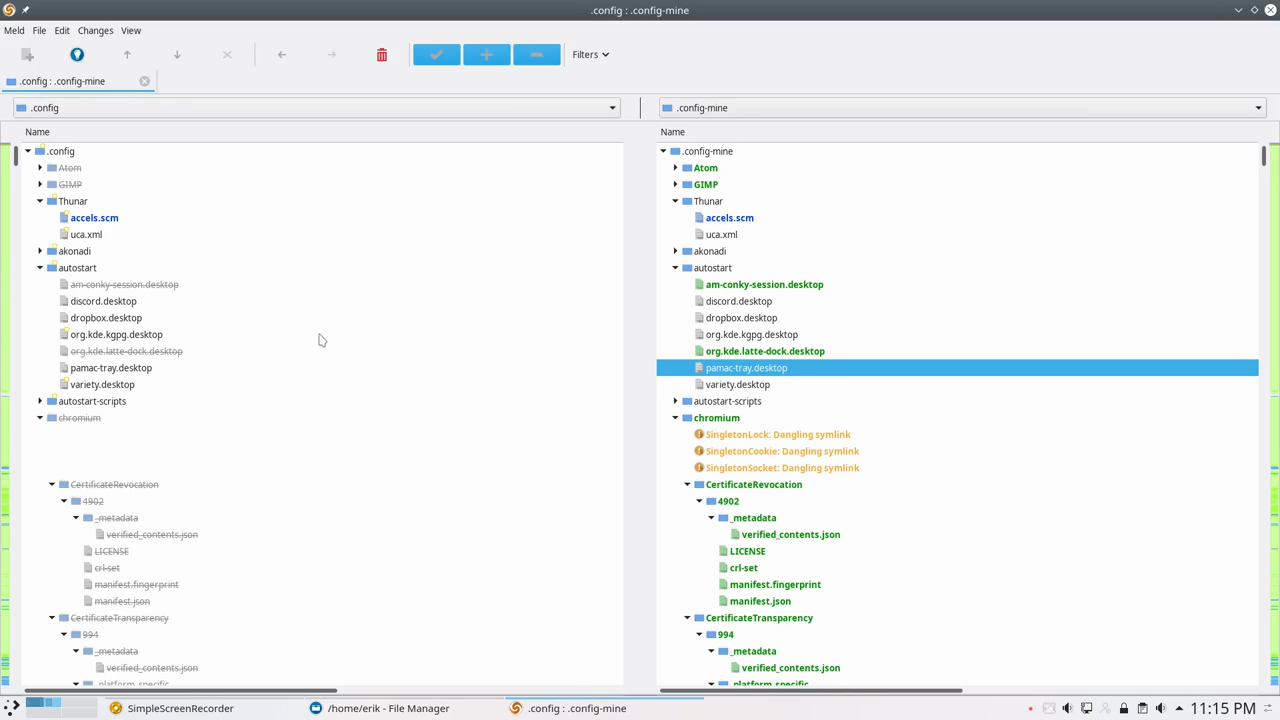 .config : .config-mine
Meld File Edit Changes View
Filters
.config : .config-mine
.config
.config-mine
Name
.config
Atom
GIMP
Thunar
accels.scm
uca.xml
akonadi
autostart
am-conky-session.desktop
discord.desktop
dropbox.desktop
org.kde.kgpg.desktop
org.kde.latte-dock.desktop
pamac-tray.desktop
variety.desktop
autostart-scripts
chromium
CertificateRevocation
4902
_metadata
verified_contents.json
LICENSE
crl-set
manifest.fingerprint
manifest.json
CertificateTransparency
994
_metadata
verified_contents.json
_platform_specific
Name
.config-mine
Atom
GIMP
Thunar
accels.scm
uca.xml
akonadi
autostart
am-conky-session.desktop
discord.desktop
dropbox.desktop
org.kde.kgpg.desktop
org.kde.latte-dock.desktop
pamac-tray.desktop
variety.desktop
autostart-scripts
chromium
SingletonLock: Dangling symlink
SingletonCookie: Dangling symlink
SingletonSocket: Dangling symlink
CertificateRevocation
4902
_metadata
verified_contents.json
LICENSE
crl-set
manifest.fingerprint
manifest.json
CertificateTransparency
994
_metadata
verified_contents.json
_platform_specific
SimpleScreenRecorder
/home/erik - File Manager
.config : .config-mine
11:15 PM